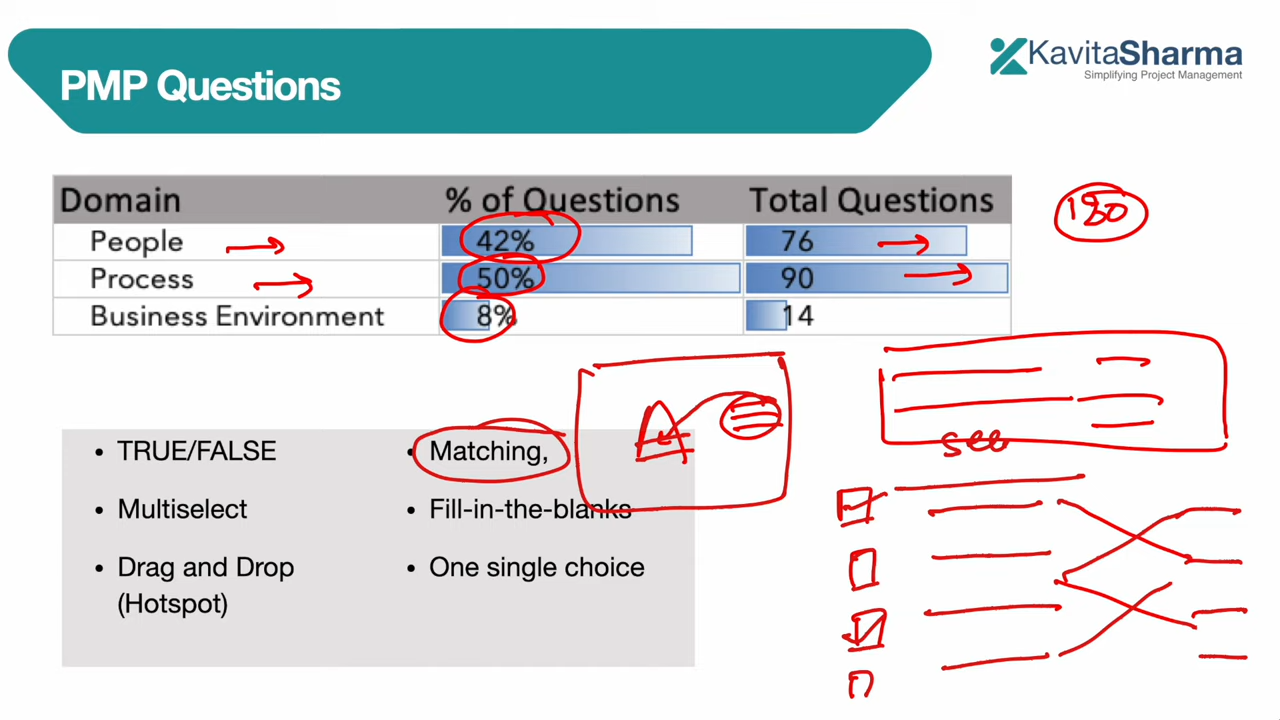 PMP Questions
KavitaSharma
Simplifying Project Management
Domain % of Questions Total Questions
People 42% 76
Process 50% 90
Business Environment 8% 14
180
• TRUE/FALSE
• Multiselect
• Drag and Drop
(Hotspot)
• Matching,
• Fill-in-the-blanks
• One single choice